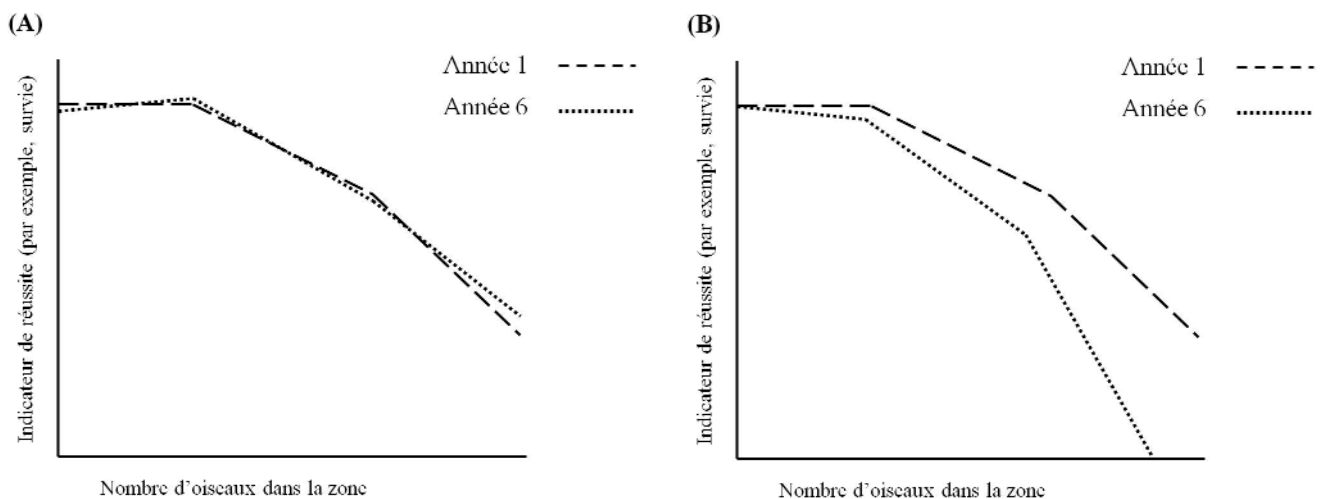 (A)
Année 1
Année 6
Indicateur de réussite (par exemple, survie)
Nombre d'oiseaux dans la zone
(B)
Année 1
Année 6
Indicateur de réussite (par exemple, survie)
Nombre d'oiseaux dans la zone